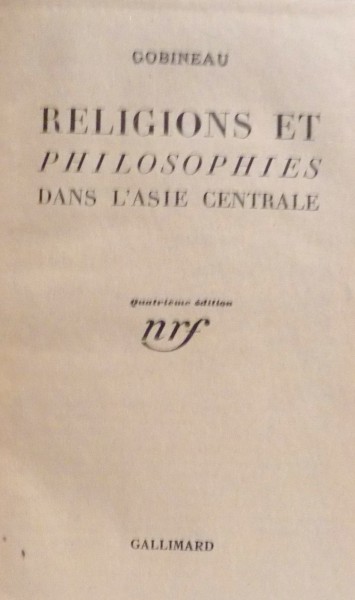 GOBINEAU
RELIGIONS ET
PHILOSOPHIES
DANS L'ASIE CENTRALE
Quatrième édition
nrf
GALLIMARD